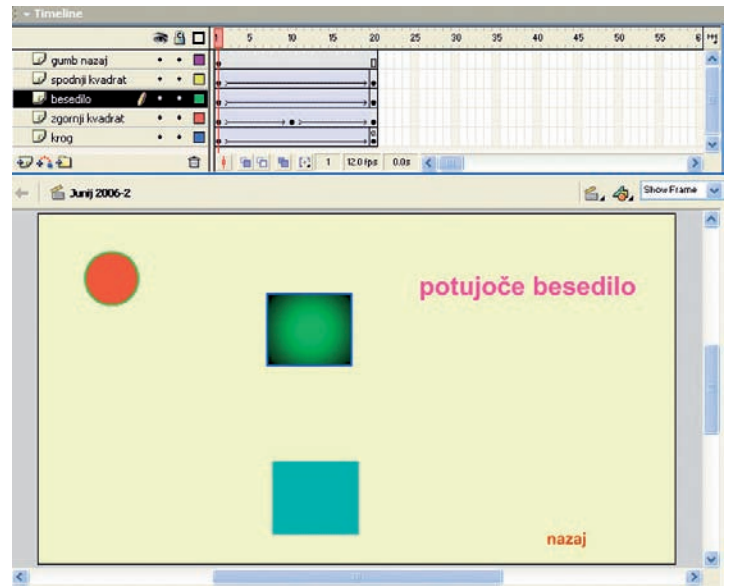 Timeline
1 5 10 15 20 25 30 35 40 45 50 55 6
gumb nazaj
spodnji kvadrat
besedilo
zgornji kvadrat
krog
1 12.0 fps 0.0s
Junij 2006-2 Show Frame
potujoče besedilo
nazaj